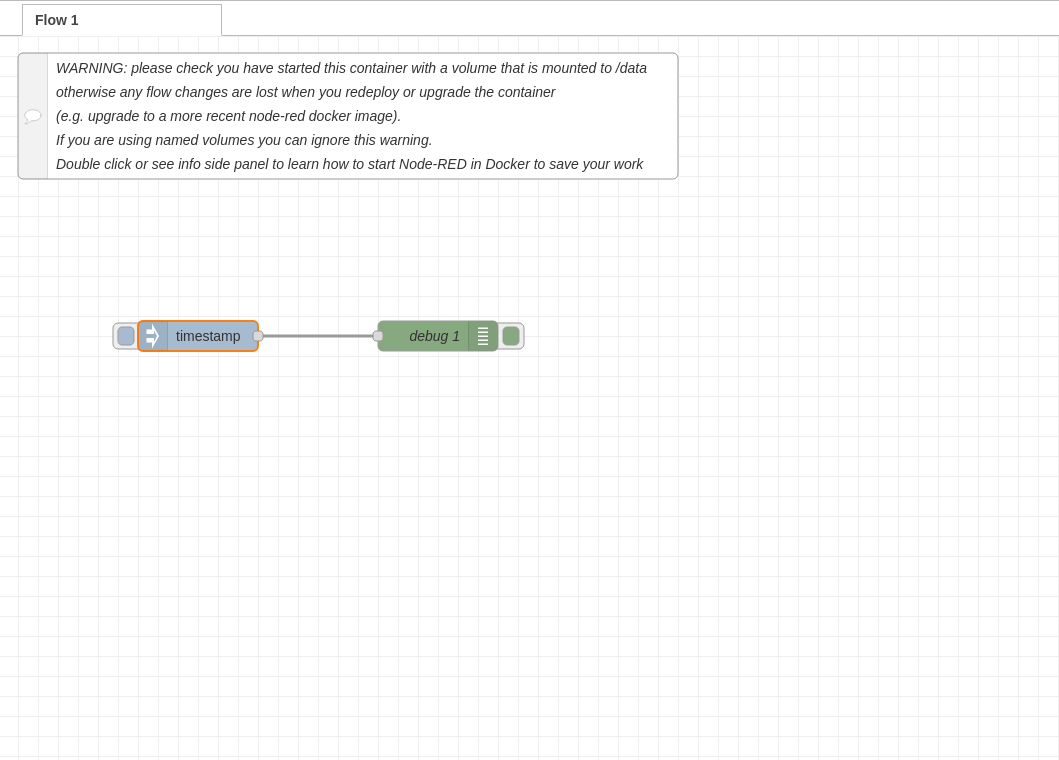 Flow 1
WARNING: please check you have started this container with a volume that is mounted to /data
otherwise any flow changes are lost when you redeploy or upgrade the container
(e.g. upgrade to a more recent node-red docker image).
If you are using named volumes you can ignore this warning.
Double click or see info side panel to learn how to start Node-RED in Docker to save your work
timestamp
debug 1